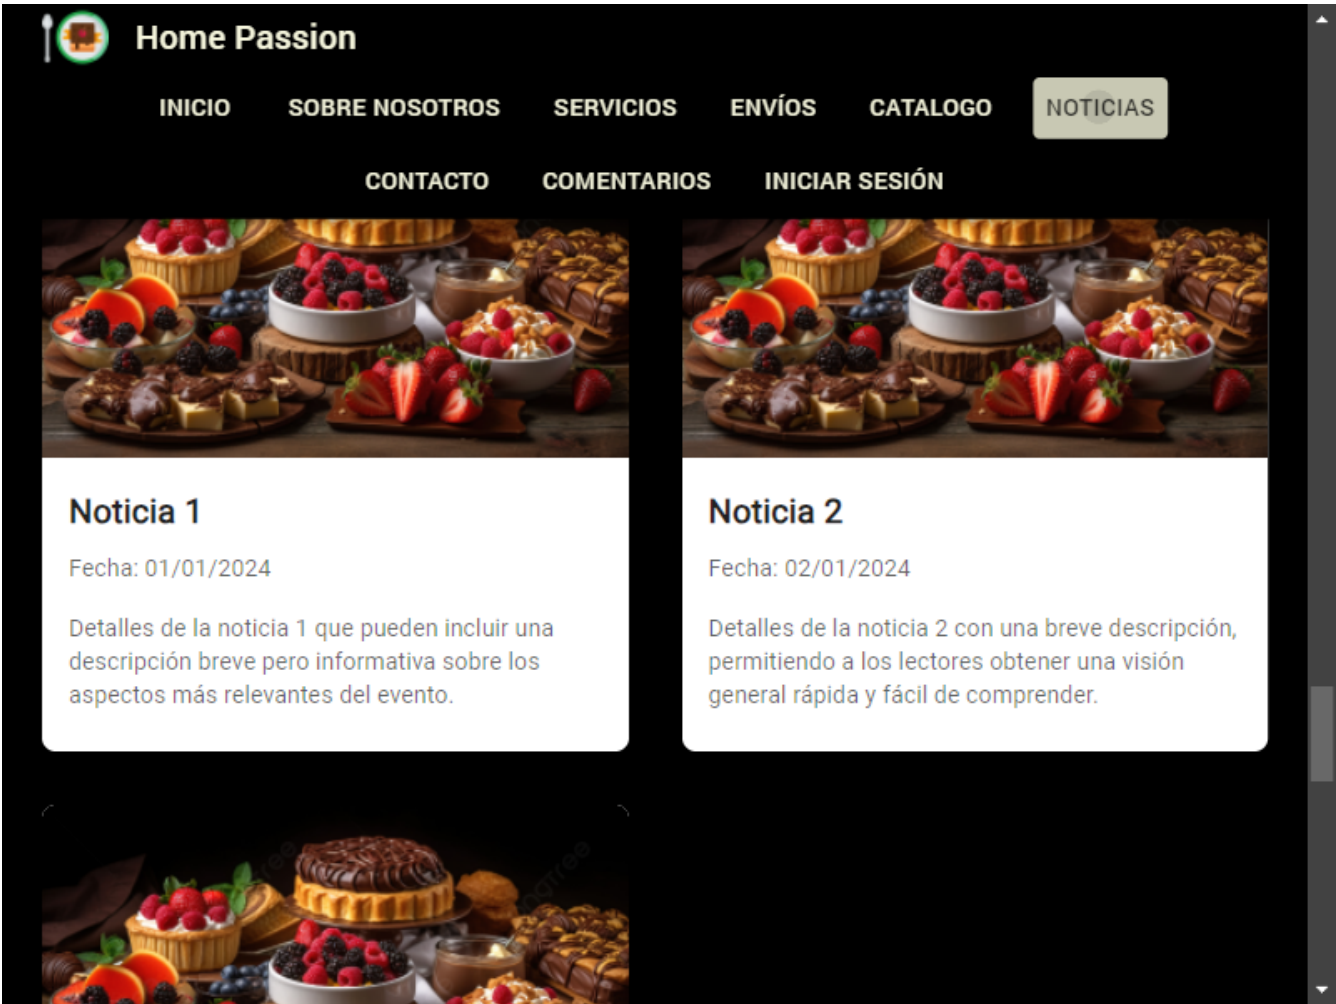 Home Passion
INICIO SOBRE NOSOTROS SERVICIOS ENVÍOS CATALOGO NOTICIAS
CONTACTO COMENTARIOS INICIAR SESIÓN
Noticia 1
Fecha: 01/01/2024
Detalles de la noticia 1 que pueden incluir una
descripción breve pero informativa sobre los
aspectos más relevantes del evento.
Noticia 2
Fecha: 02/01/2024
Detalles de la noticia 2 con una breve descripción,
permitiendo a los lectores obtener una visión
general rápida y fácil de comprender.